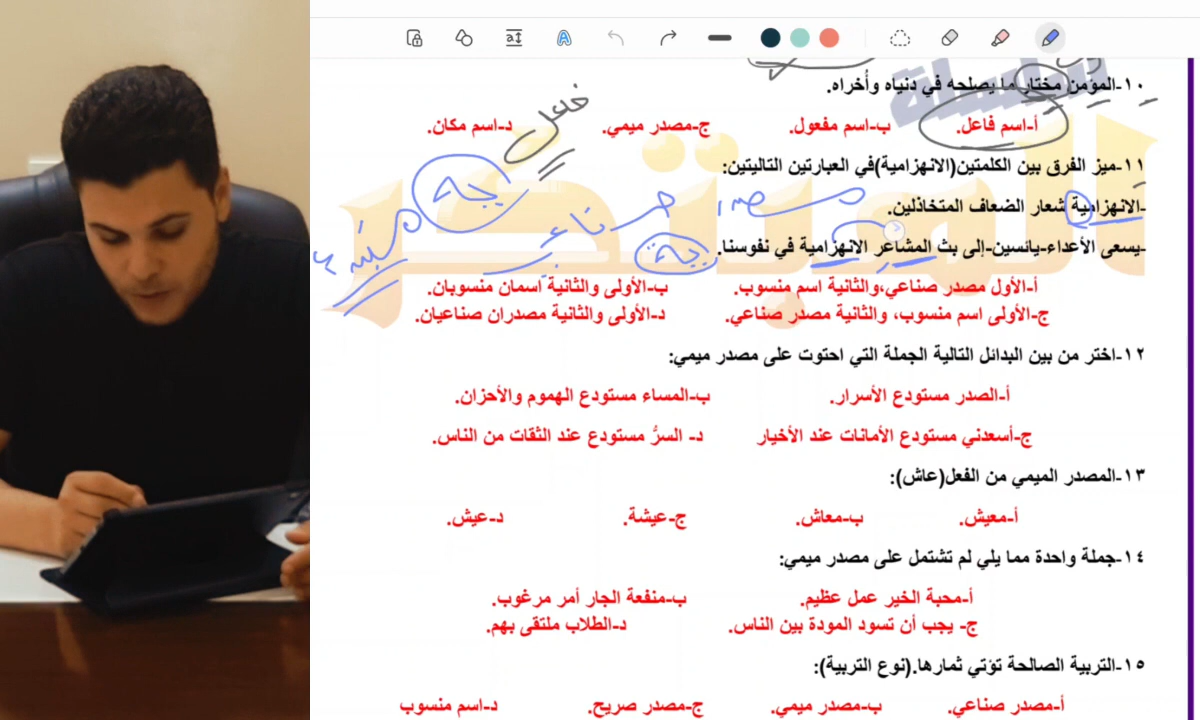 ١٠-المؤمن مختار ما يصلحه في دنياه وأُخراه.
أ-اسم فاعل. ب-اسم مفعول. ج-مصدر ميمي. د-اسم مكان.
فاعل
١١-ميز الفرق بين الكلمتين(الانهزامية)في العبارتين التاليتين:
-الانهزامية شعار الضعاف المتخاذلين.
-يسعى الأعداء-يائسين-إلى بث المشاعر الانهزامية في نفوسنا.
أ-الأول مصدر صناعي،والثانية اسم منسوب. ب-الأولى والثانية اسمان منسوبان.
ج-الأولى اسم منسوب، والثانية مصدر صناعي. د-الأولى والثانية مصدران صناعيان.
١٢-اختر من بين البدائل التالية الجملة التي احتوت على مصدر ميمي:
أ-الصدر مستودع الأسرار. ب-المساء مستودع الهموم والأحزان.
ج-أسعدني مستودع الأمانات عند الأخيار د- السرُّ مستودع عند الثقات من الناس.
١٣-المصدر الميمي من الفعل(عاش):
أ-معيش. ب-معاش. ج-عيشة. د-عيش.
١٤-جملة واحدة مما يلي لم تشتمل على مصدر ميمي:
أ-محبة الخير عمل عظيم. ب-منفعة الجار أمر مرغوب.
ج- يجب أن تسود المودة بين الناس. د-الطلاب ملتقى بهم.
١٥-التربية الصالحة تؤتي ثمارها.(نوع التربية):
أ-مصدر صناعي. ب-مصدر ميمي. ج-مصدر صريح. د-اسم منسوب